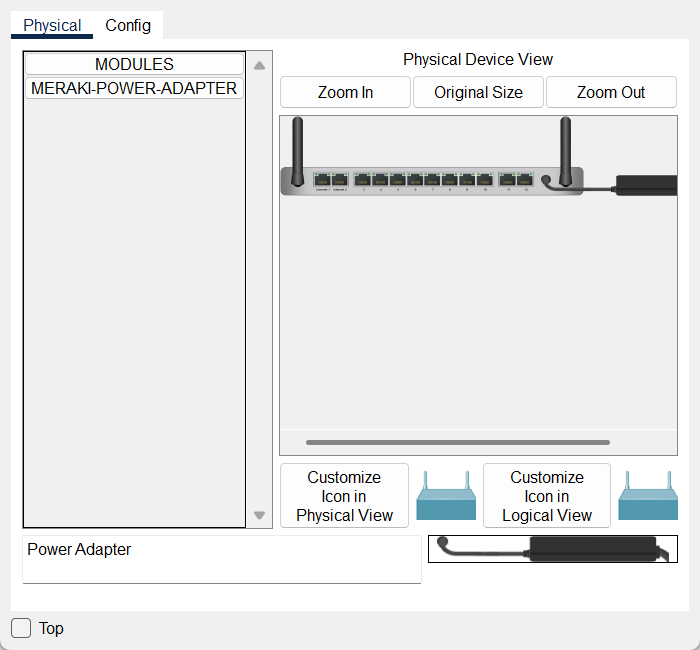 Physical
Config
MODULES
MERAKI-POWER-ADAPTER
Physical Device View
Zoom In
Original Size
Zoom Out
Customize
Icon in
Physical View
Customize
Icon in
Logical View
Power Adapter
Top